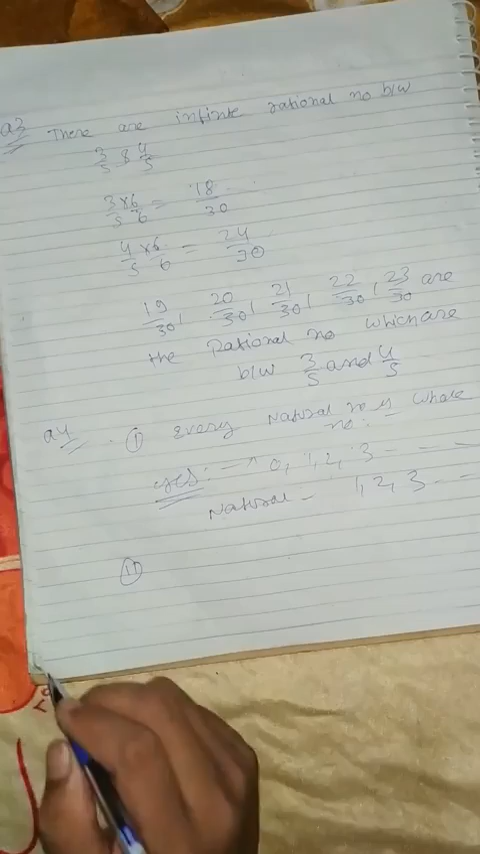 Q3 There are infinite rational no b/w
3/5 & 4/5
3/5 × 6/6 = 18/30
4/5 × 6/6 = 24/30
19/30, 20/30, 21/30, 22/30, 23/30 are
the Rational no which are
b/w 3/5 and 4/5
Q4 (i) Every Natural no is whole
no.
yes:- 0, 1, 2, 3 - - -
Natural - 1, 2, 3 - -
(ii)